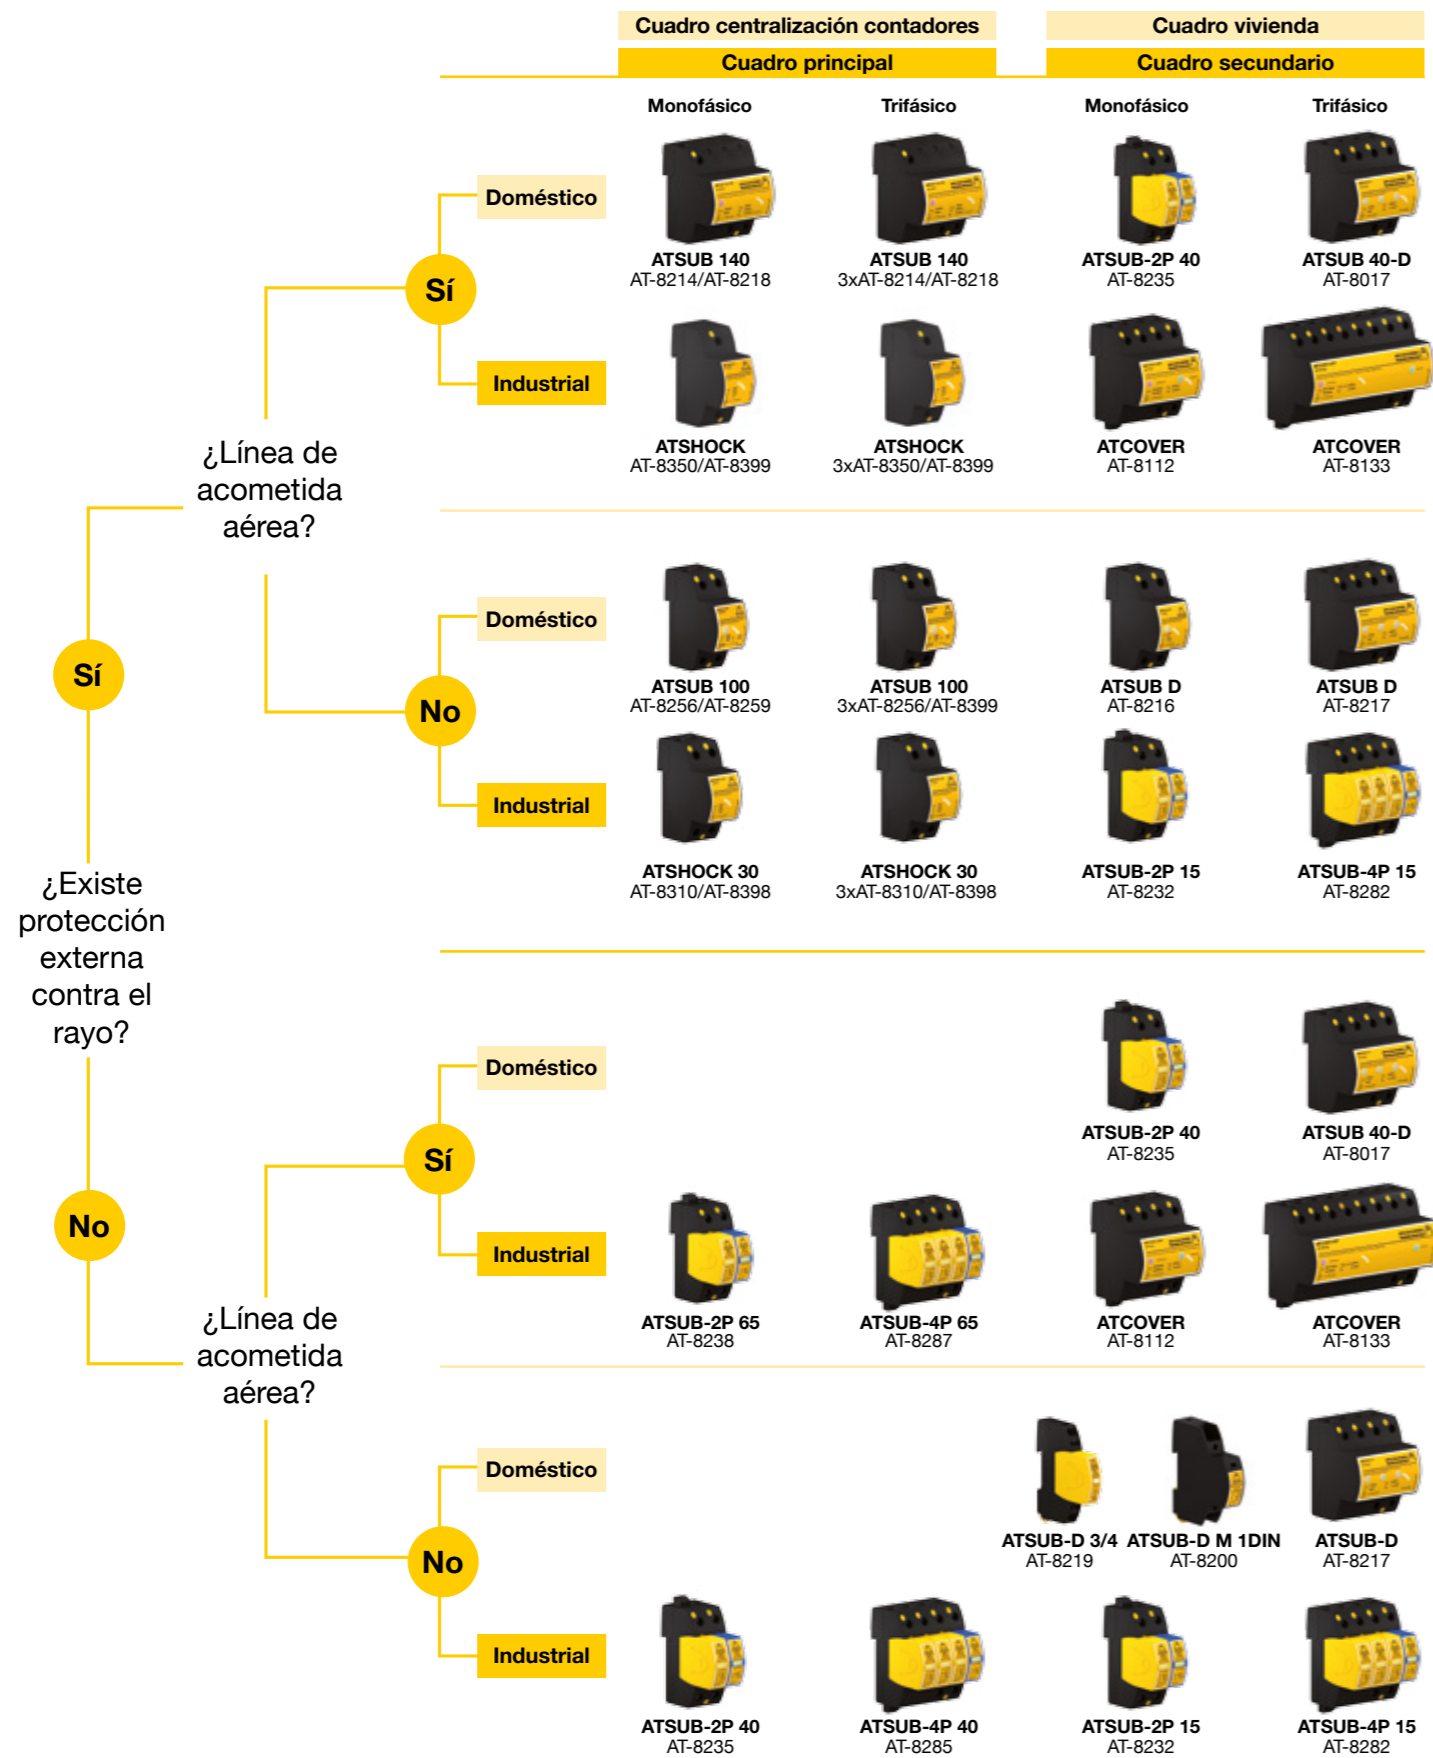 Cuadro centralización contadores
Cuadro vivienda
Cuadro principal
Cuadro secundario
Monofásico
Trifásico
Monofásico
Trifásico
Doméstico
ATSUB 140
AT-8214/AT-8218
ATSUB 140
3xAT-8214/AT-8218
ATSUB-2P 40
AT-8235
ATSUB 40-D
AT-8017
Sí
Industrial
ATSHOCK
AT-8350/AT-8399
ATSHOCK
3xAT-8350/AT-8399
ATCOVER
AT-8112
ATCOVER
AT-8133
¿Línea de
acometida
aérea?
Doméstico
ATSUB 100
AT-8256/AT-8259
ATSUB 100
3xAT-8256/AT-8399
ATSUB D
AT-8216
ATSUB D
AT-8217
Sí
No
Industrial
ATSHOCK 30
AT-8310/AT-8398
ATSHOCK 30
3xAT-8310/AT-8398
ATSUB-2P 15
AT-8232
ATSUB-4P 15
AT-8282
¿Existe
protección
externa
contra el
rayo?
Doméstico
ATSUB-2P 40
AT-8235
ATSUB 40-D
AT-8017
Sí
No
Industrial
ATSUB-2P 65
AT-8238
ATSUB-4P 65
AT-8287
ATCOVER
AT-8112
ATCOVER
AT-8133
¿Línea de
acometida
aérea?
Doméstico
ATSUB-D 3/4
AT-8219
ATSUB-D M 1DIN
AT-8200
ATSUB-D
AT-8217
No
Industrial
ATSUB-2P 40
AT-8235
ATSUB-4P 40
AT-8285
ATSUB-2P 15
AT-8232
ATSUB-4P 15
AT-8282